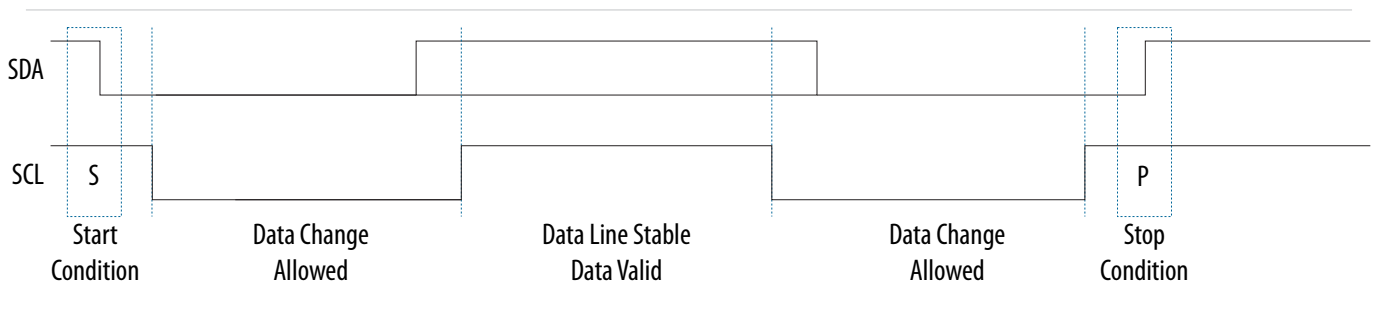 SDA
SCL
S
P
Start
Condition
Data Change
Allowed
Data Line Stable
Data Valid
Data Change
Allowed
Stop
Condition